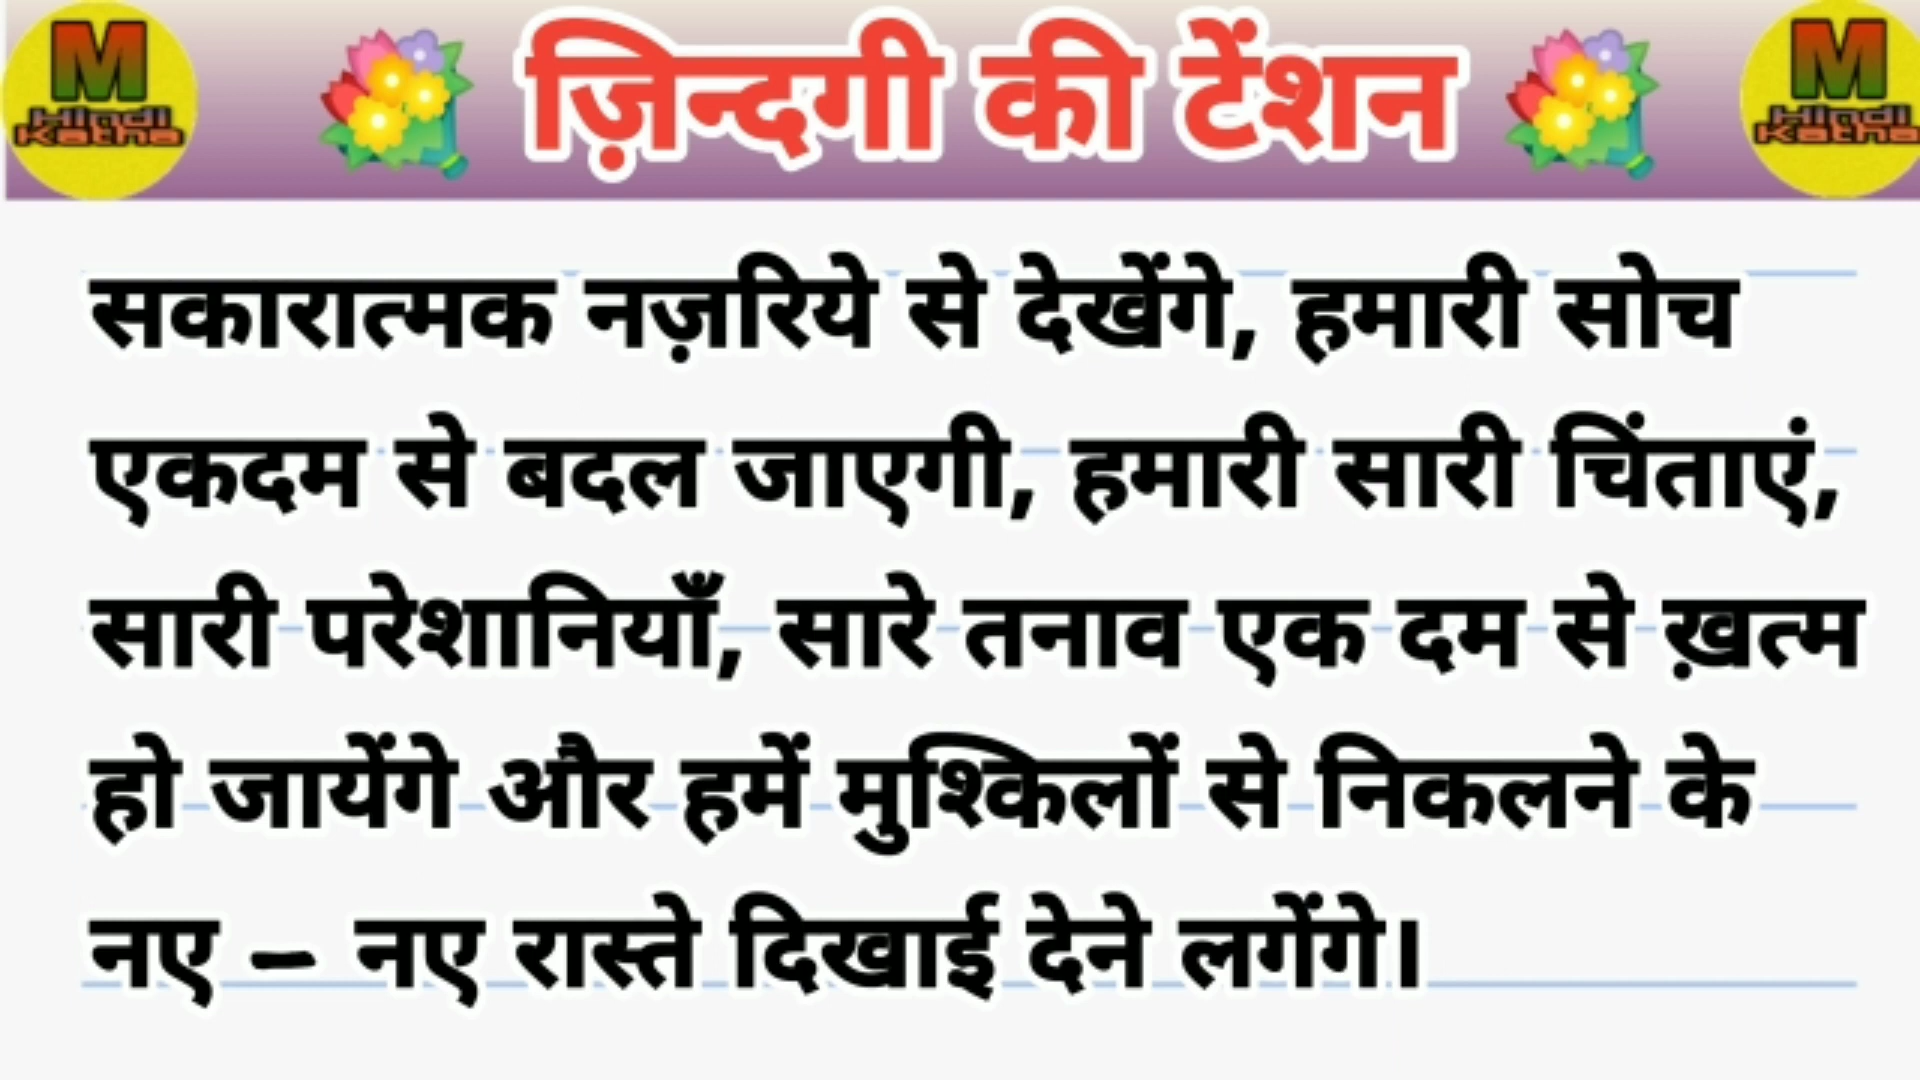 M
Hindi
Katha
ज़िन्दगी की टेंशन
M
Hindi
Katha
सकारात्मक नज़रिये से देखेंगे, हमारी सोच
एकदम से बदल जाएगी, हमारी सारी चिंताएं,
सारी परेशानियाँ, सारे तनाव एक दम से ख़त्म
हो जायेंगे और हमें मुश्किलों से निकलने के
नए – नए रास्ते दिखाई देने लगेंगे।